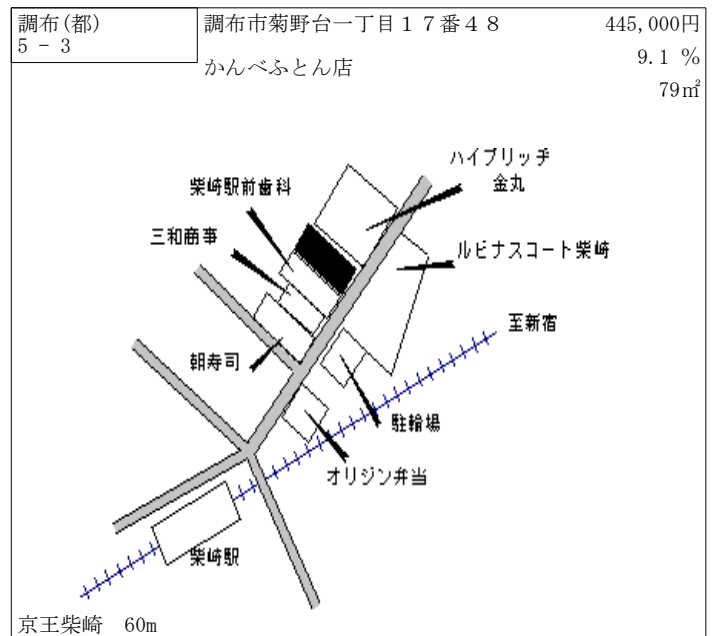 調布(都)
5 - 3
調布市菊野台一丁目１７番４８
445,000円
かんべふとん店
9.1 %
79㎡
ハイブリッヂ
金丸
柴崎駅前歯科
三和商事
ルピナスコート柴崎
至新宿
朝寿司
駐輪場
オリジン弁当
柴崎駅
京王柴崎　60m